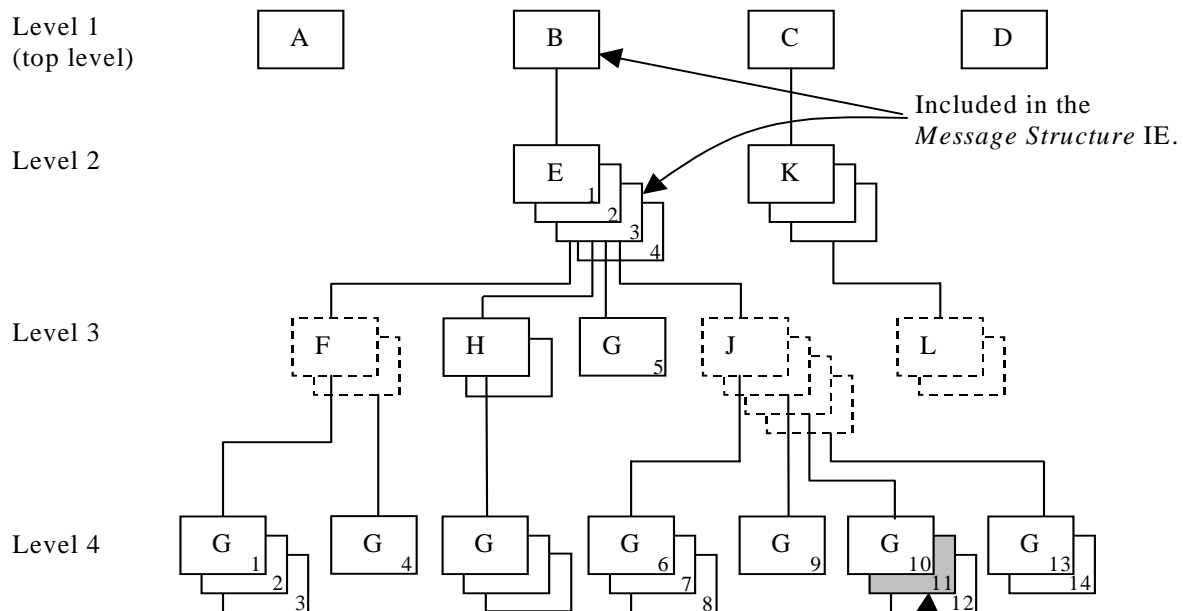 Level 1
(top level)
A
B
C
D
Included in the
Message Structure IE.
Level 2
E
1
2
3
4
K
Level 3
F
H
G
5
J
L
Level 4
G
1
2
3
G
4
G
G
6
7
8
G
9
G
10
11
12
G
13
14